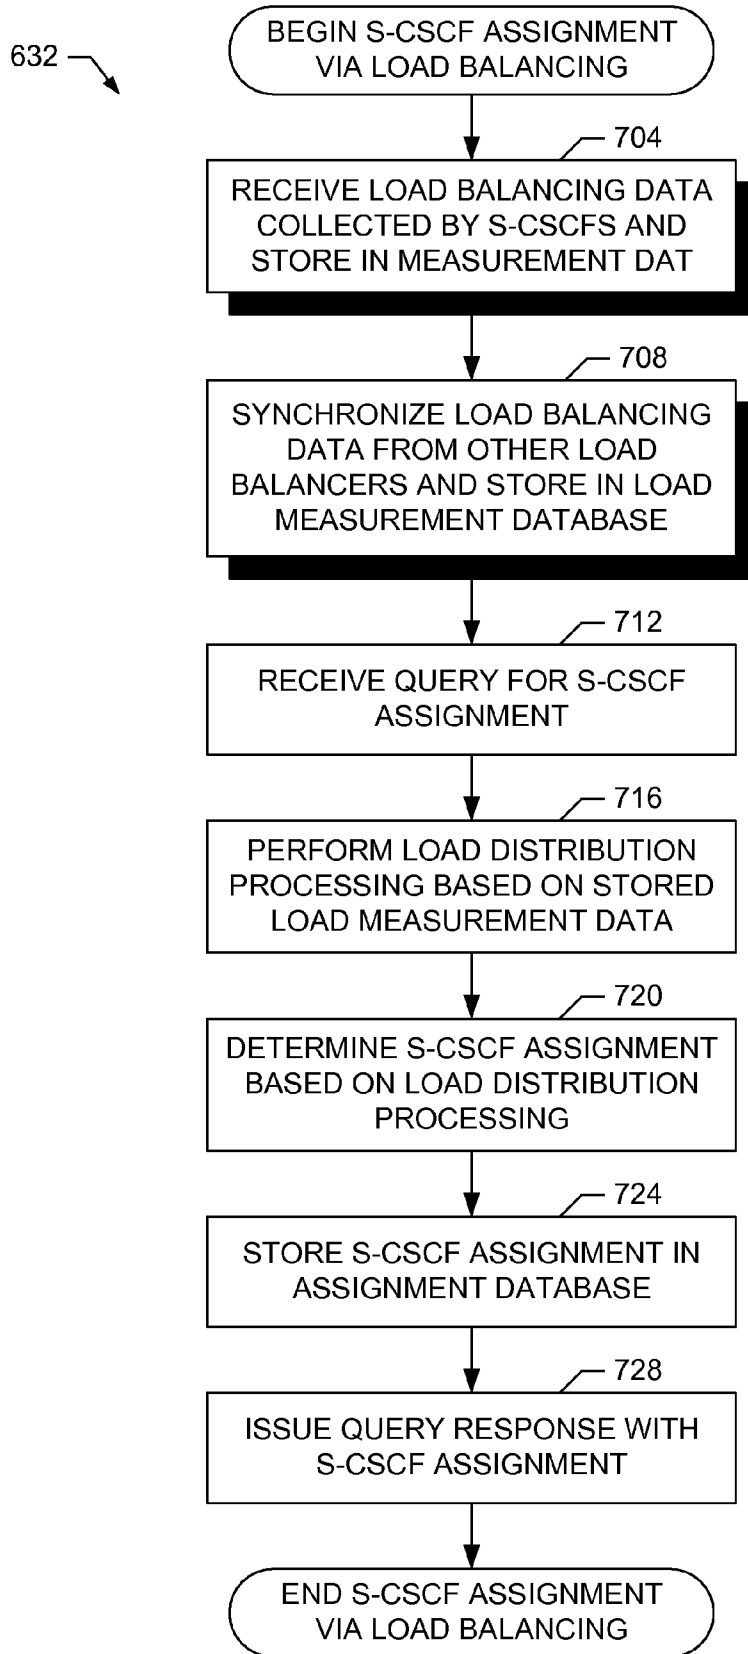 632
BEGIN S-CSCF ASSIGNMENT
VIA LOAD BALANCING
704
RECEIVE LOAD BALANCING DATA
COLLECTED BY S-CSCFS AND
STORE IN MEASUREMENT DAT
708
SYNCHRONIZE LOAD BALANCING
DATA FROM OTHER LOAD
BALANCERS AND STORE IN LOAD
MEASUREMENT DATABASE
712
RECEIVE QUERY FOR S-CSCF
ASSIGNMENT
716
PERFORM LOAD DISTRIBUTION
PROCESSING BASED ON STORED
LOAD MEASUREMENT DATA
720
DETERMINE S-CSCF ASSIGNMENT
BASED ON LOAD DISTRIBUTION
PROCESSING
724
STORE S-CSCF ASSIGNMENT IN
ASSIGNMENT DATABASE
728
ISSUE QUERY RESPONSE WITH
S-CSCF ASSIGNMENT
END S-CSCF ASSIGNMENT
VIA LOAD BALANCING